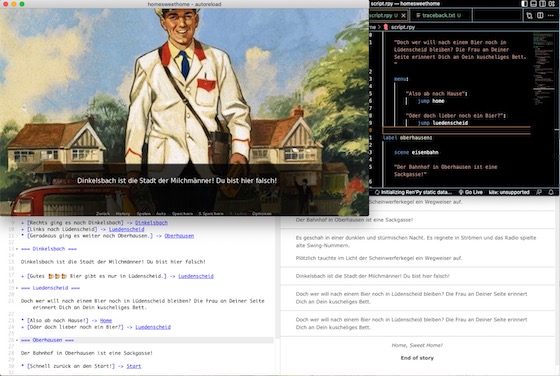 homesweethome - autoreload
Dinkelsbach ist die Stadt der Milchmänner! Du bist hier falsch!
Zurück History Spulen Auto Speichern S.Speichern Optionen
script.rpy — homesweethome
script.rpy U
traceback.txt U
script.rpy
"Doch wer will nach einem Bier noch in
Lüdenscheid bleiben? Die Frau an Deiner
Seite erinnert Dich an Dein kuscheliges Bett.
"
menu:
"Also ab nach Hause":
jump home
"Oder doch lieber noch ein Bier?":
jump luedenscheid
label oberhausen:
scene eisenbahn
"Der Bahnhof in Oberhausen ist eine
Sackgasse!"
Initializing Ren'Py static data... Go Live kite: unsupported
+ [Rechts ging es nach Dinkelsbach] -> Dinkelsbach
+ [Links nach Lüdenscheid] -> Luedenscheid
* [Geradeaus ging es weiter nach Oberhausen.] -> Oberhausen
=== Dinkelsbach ===
Dinkelsbach ist die Stadt der Milchmänner! Du bist hier falsch!
+ [Gutes 🍺🍺🍺 Bier gibt es nur in Lüdenscheid.] -> Luedenscheid
=== Luedenscheid ===
Doch wer will nach einem Bier noch in Lüdenscheid bleiben? Die Frau an Deiner Seite
erinnert Dich an Dein kuscheliges Bett.
* [Also ab nach Hause!] -> Home
+ [Oder doch lieber noch ein Bier?] -> Luedenscheid
=== Oberhausen ===
Der Bahnhof in Oberhausen ist eine Sackgasse!
* [Schnell zurück an den Start!] -> Start
Plötzlich tauchte im Licht der Scheinwerferkegel ein Wegweiser auf.
Der Bahnhof in Oberhausen ist eine Sackgasse!
Es geschah in einer dunklen und stürmischen Nacht. Es regnete in Strömen und das Radio spielte
alte Swing-Nummern.
Plötzlich tauchte im Licht der Scheinwerferkegel ein Wegweiser auf.
Dinkelsbach ist die Stadt der Milchmänner! Du bist hier falsch!
Doch wer will nach einem Bier noch in Lüdenscheid bleiben? Die Frau an Deiner Seite erinnert
Dich an Dein kuscheliges Bett.
Doch wer will nach einem Bier noch in Lüdenscheid bleiben? Die Frau an Deiner Seite erinnert
Dich an Dein kuscheliges Bett.
Home, Sweet Home!
End of story